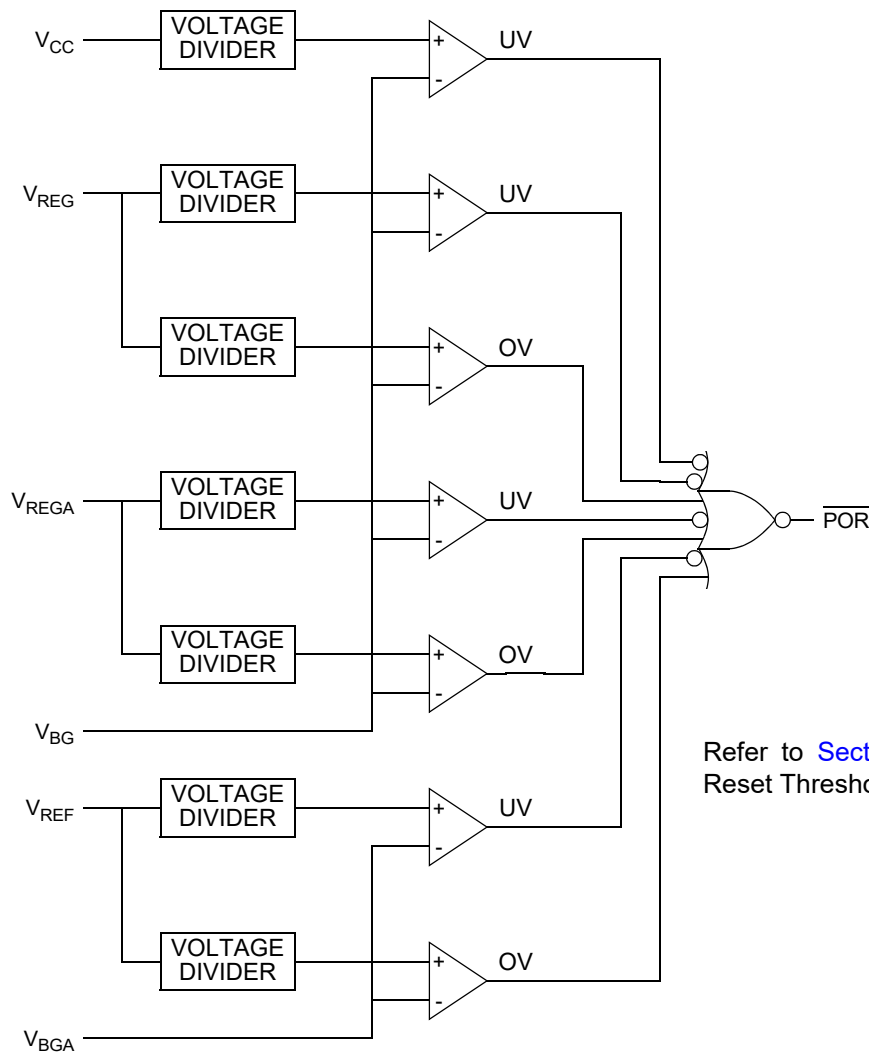 VCC
VOLTAGE
DIVIDER
+
-
UV
VREG
VOLTAGE
DIVIDER
+
-
UV
VOLTAGE
DIVIDER
+
-
OV
VREGA
VOLTAGE
DIVIDER
+
-
UV
POR
VOLTAGE
DIVIDER
+
-
OV
VBG
Refer to
Reset
VREF
VOLTAGE
DIVIDER
+
-
UV
VOLTAGE
DIVIDER
+
-
OV
VBGA